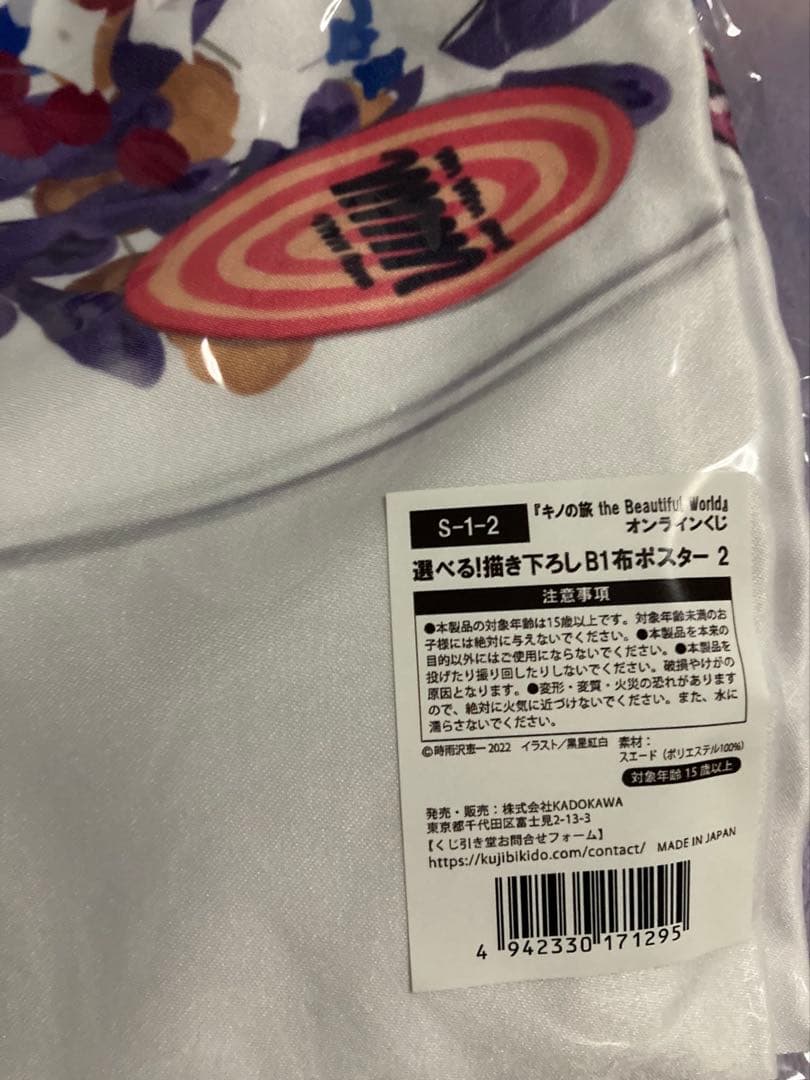 S-1-2
『キノの旅 the Beautiful World』
オンラインくじ
選べる!描き下ろしB1布ポスター 2
注意事項
●本製品の対象年齢は15歳以上です。対象年齢未満のお
子様には絶対に与えないでください。●本製品を本来の
目的以外にはご使用にならないでください。●本製品を
投げたり振り回したりしないでください。破損やけがの
原因となります。●変形・変質・火災の恐れがあります
ので、絶対に火気に近づけないでください。また、水に
濡らさないでください。
©時雨沢恵一 2022 イラスト/黒星紅白 素材:
スエード (ポリエステル100%)
対象年齢 15歳以上
発売・販売:株式会社KADOKAWA
東京都千代田区富士見2-13-3
【くじ引き堂お問合せフォーム】
https://kujibikido.com/contact/ MADE IN JAPAN
4 942330 171295